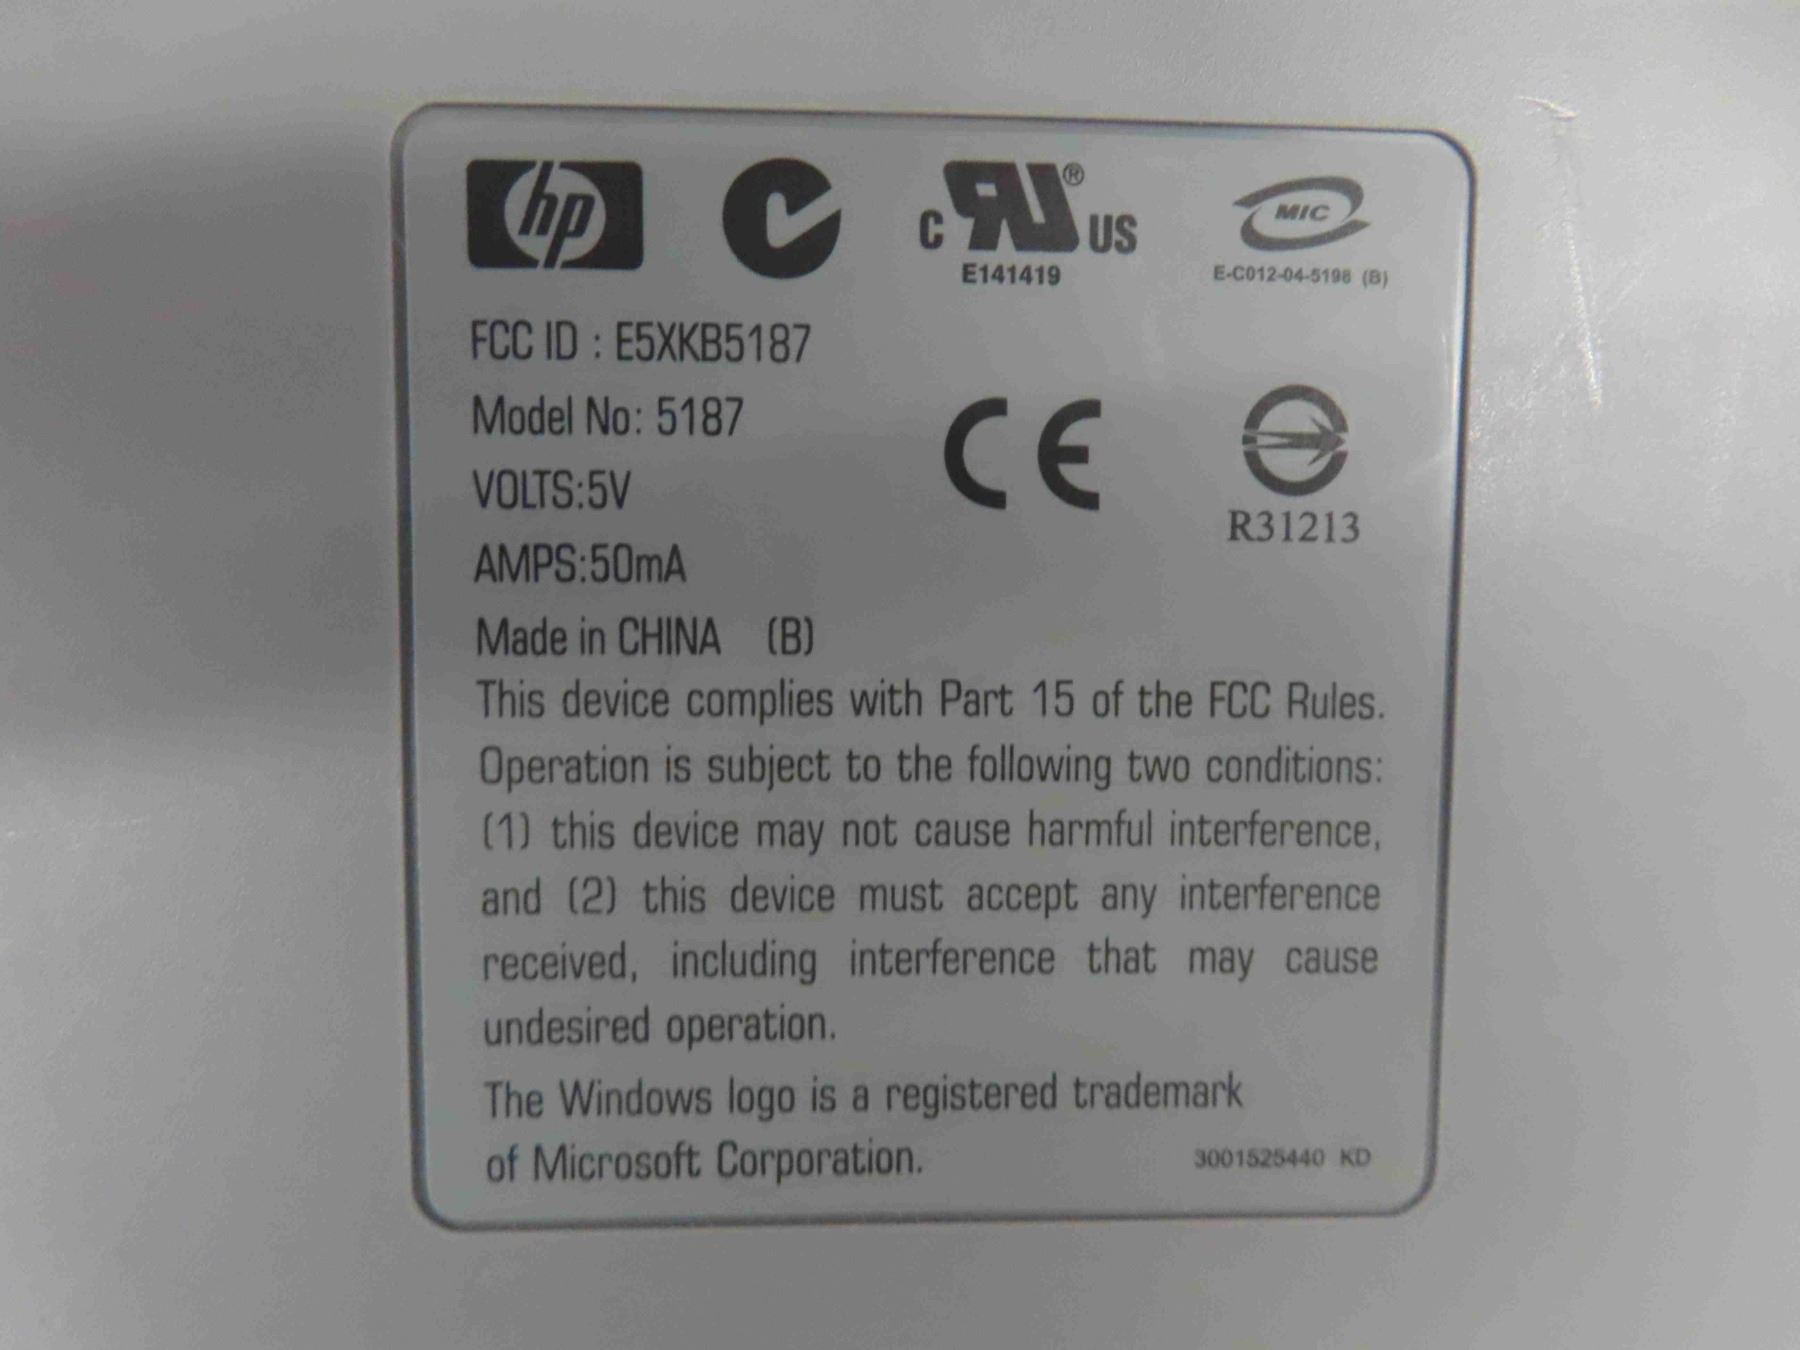 hp
C RU® US
E141419
MIC
E-C012-04-5198 (B)
FCC ID : E5XKB5187
Model No: 5187
VOLTS:5V
CE
R31213
AMPS:50mA
Made in CHINA (B)
This device complies with Part 15 of the FCC Rules.
Operation is subject to the following two conditions:
(1) this device may not cause harmful interference,
and (2) this device must accept any interference
received, including interference that may cause
undesired operation.
The Windows logo is a registered trademark
of Microsoft Corporation.
3001525440 KD